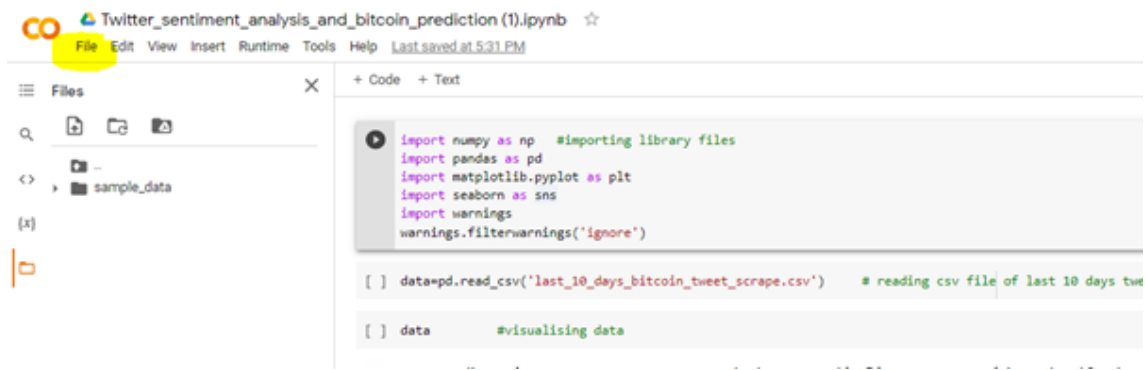 CO Twitter_sentiment_analysis_and_bitcoin_prediction (1).ipynb
File Edit View Insert Runtime Tools Help Last saved at 5:31 PM
+ Code + Text
Files
..
sample_data
{x}
import numpy as np #importing library files
import pandas as pd
import matplotlib.pyplot as plt
import seaborn as sns
import warnings
warnings.filterwarnings('ignore')
[ ] data=pd.read_csv('last_10_days_bitcoin_tweet_scrape.csv') # reading csv file of last 10 days twe
[ ] data #visualising data